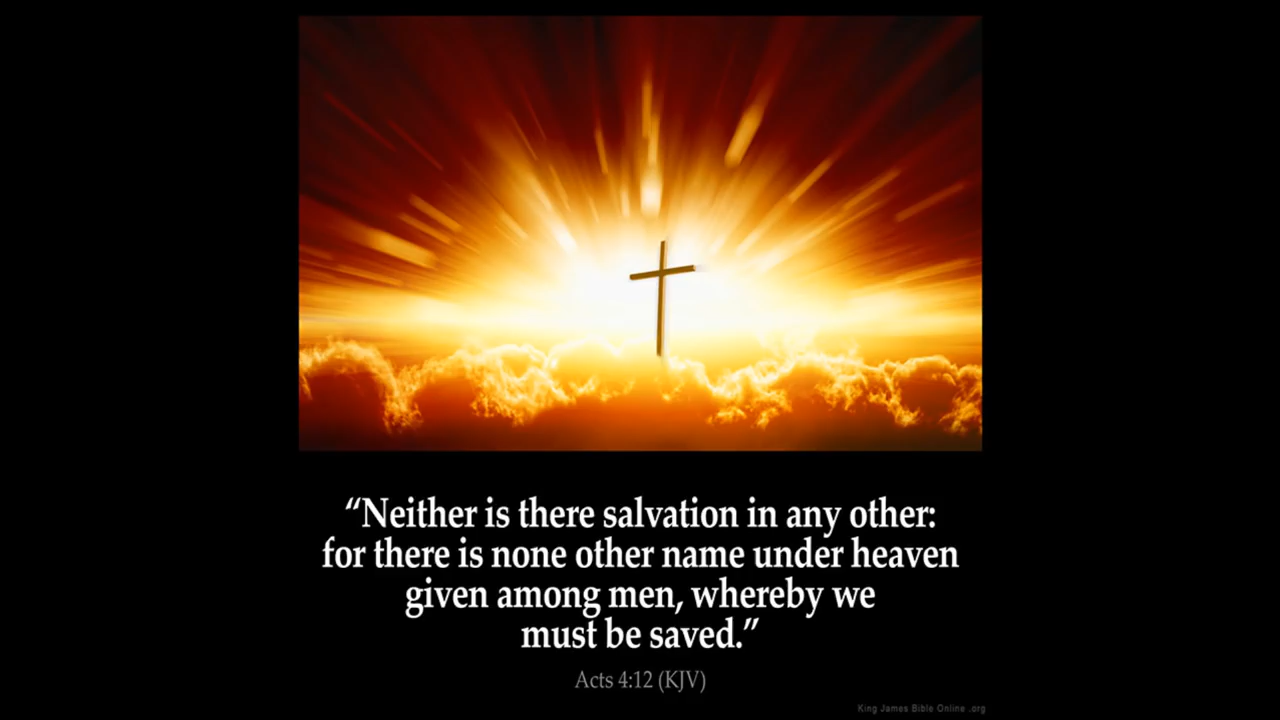 “Neither is there salvation in any other:
for there is none other name under heaven
given among men, whereby we
must be saved.”
Acts 4:12 (KJV)
King James Bible Online .org